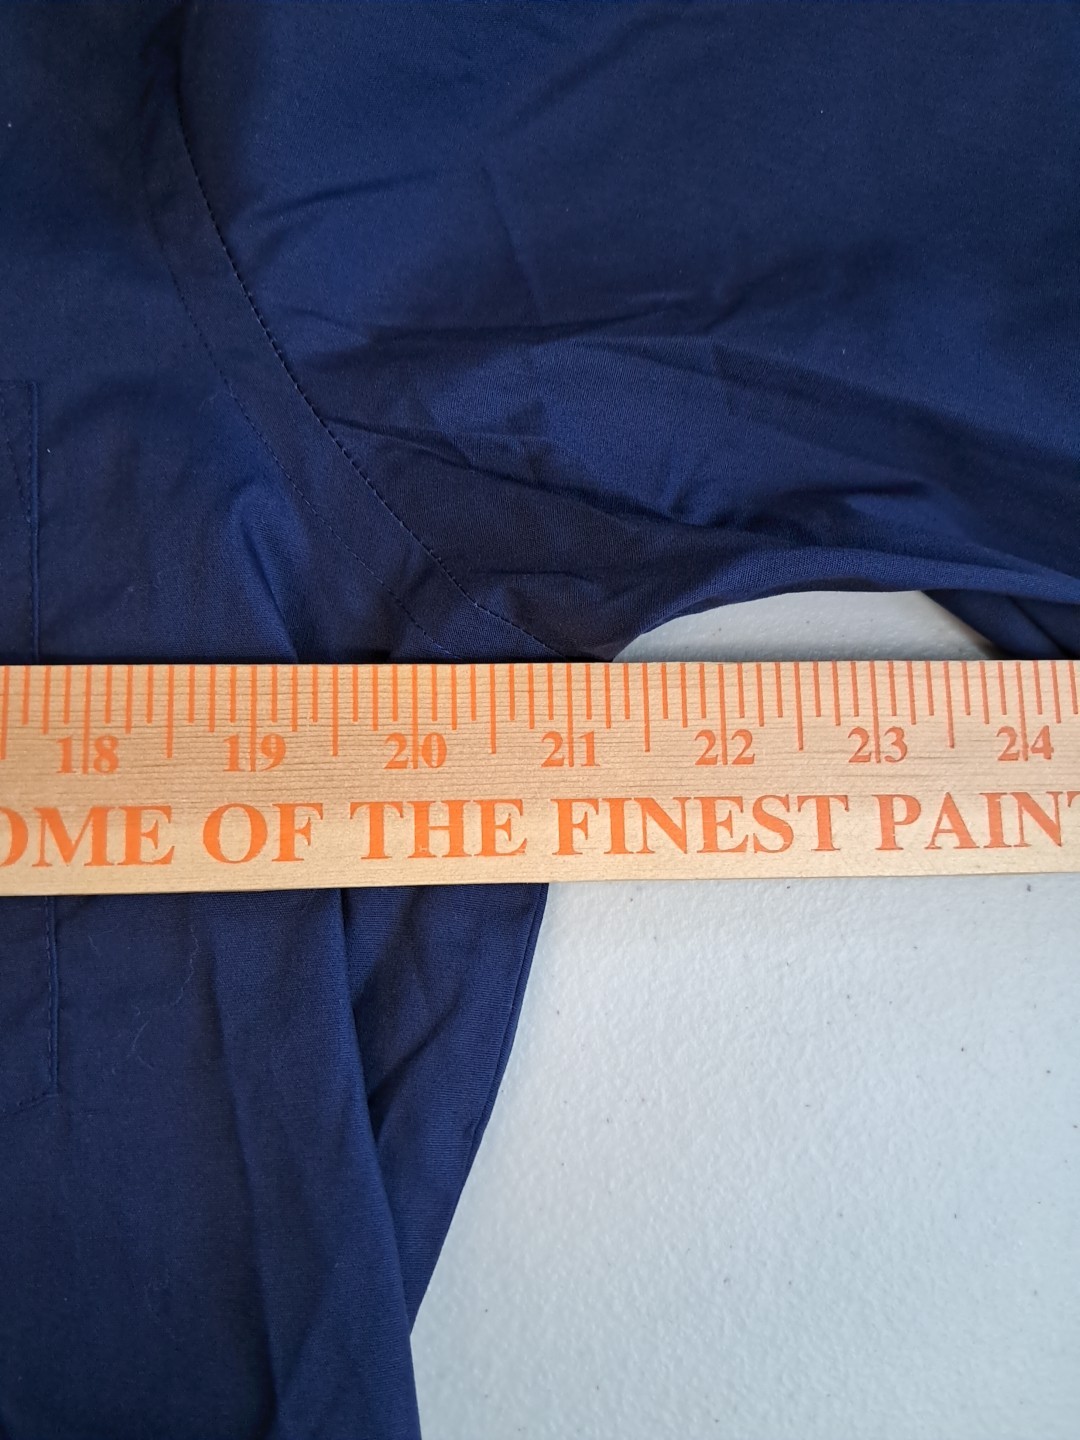 18 19 20 21 22 23 24
OME OF THE FINEST PAINT